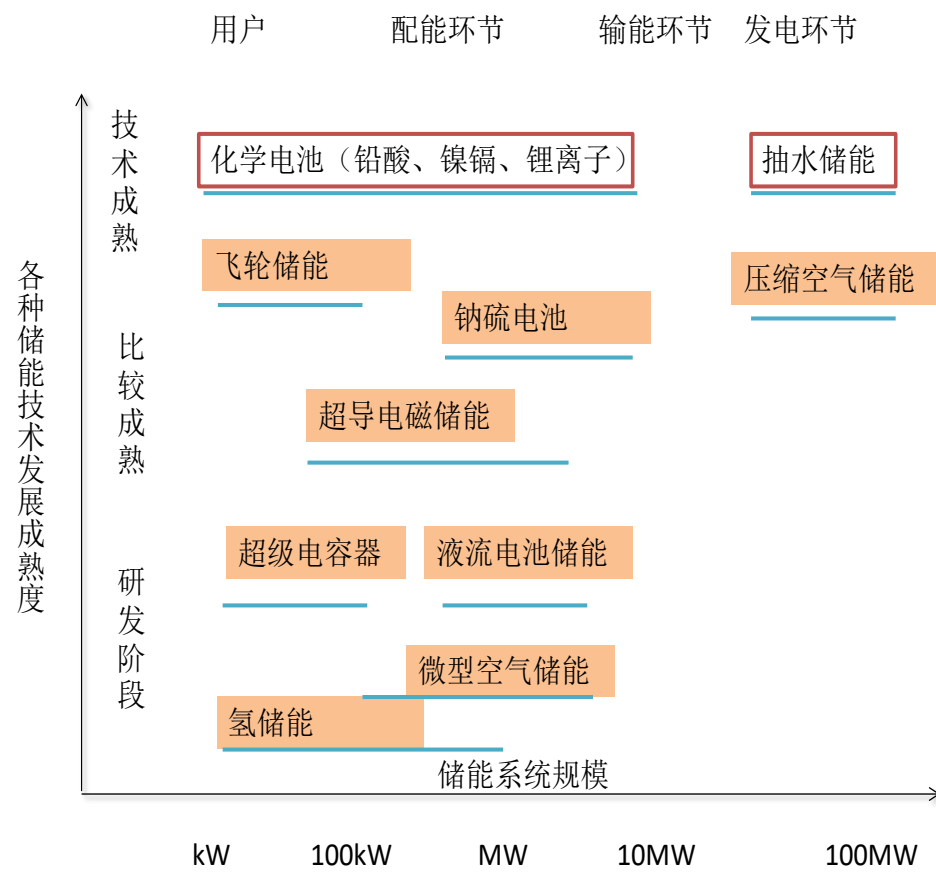 用户 配能环节 输能环节 发电环节
技术成熟
化学电池（铅酸、镍镉、锂离子） 抽水储能
飞轮储能 压缩空气储能
各种储能技术发展成熟度
钠硫电池
比较成熟
超导电磁储能
超级电容器 液流电池储能
研发阶段
微型空气储能
氢储能
储能系统规模
kW 100kW MW 10MW 100MW